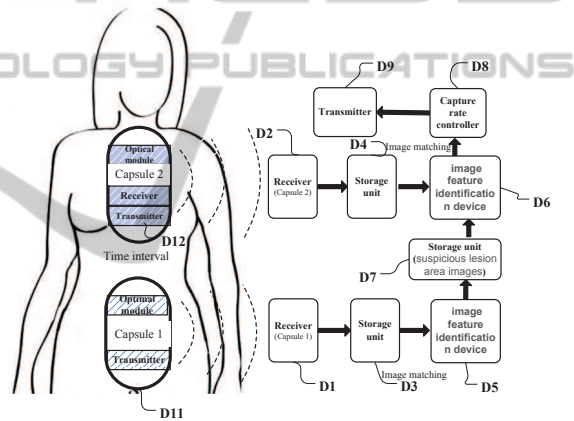 OLOGY PUBLICATIONS
D9
D8
Transmitter
Capture
rate
controller
D2
D4
Image matching
Optical
module
Capsule 2
Receiver
Transmitter
Receiver
(Capsule 2)
Storage
unit
image
feature
identificatio
n device
D6
D12
Time interval
D7
Storage unit
(suspicious lesion
area images)
Optimal
module
Capsule 1
Transmitter
Receiver
(Capsule 1)
Storage
unit
image
feature
identificatio
n device
Image matching
D1
D3
D5
D11